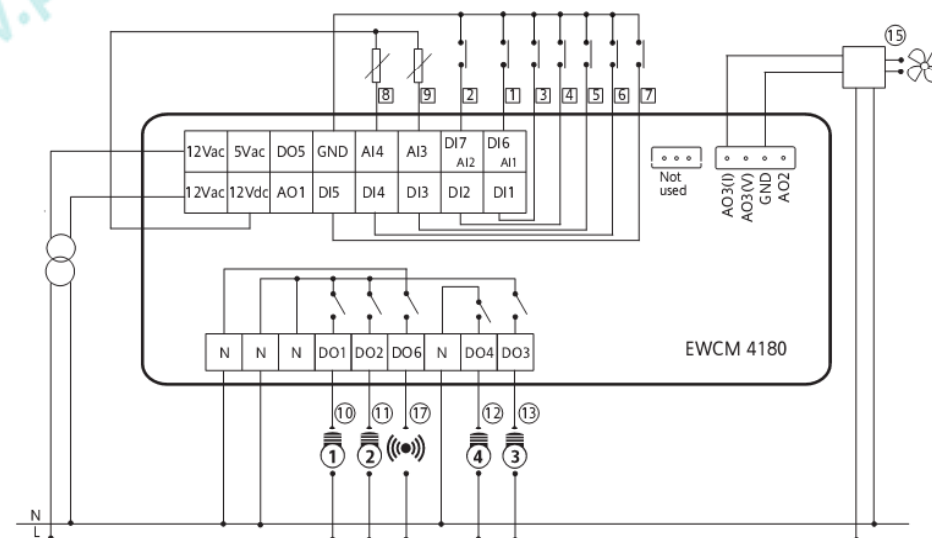 15
8 9 2 1 3 4 5 6 7
12Vac 5Vac DO5 GND AI4 AI3 DI7 AI2 DI6 AI1
12Vac 12Vdc AO1 DI5 DI4 DI3 DI2 DI1
Not
used
AO3(I)
AO3(V)
GND
AO2
EWCM 4180
N N N DO1 DO2 DO6 N DO4 DO3
10 11 17 12 13
1 2 4 3
N
L